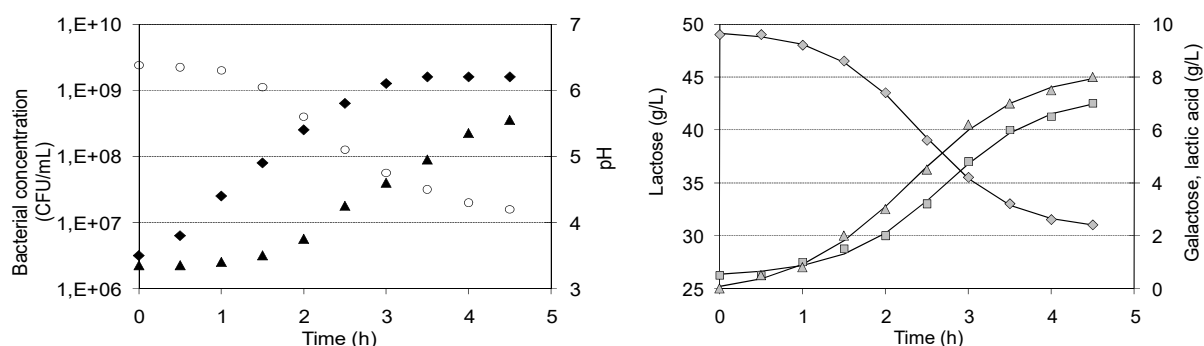 1,E+10
1,E+09
1,E+08
1,E+07
1,E+06
Bacterial concentration
(CFU/mL)
7
6
5
4
3
pH
0 1 2 3 4 5
Time (h)
50
45
40
35
30
25
Lactose (g/L)
10
8
6
4
2
0
Galactose, lactic acid (g/L)
0 1 2 3 4 5
Time (h)